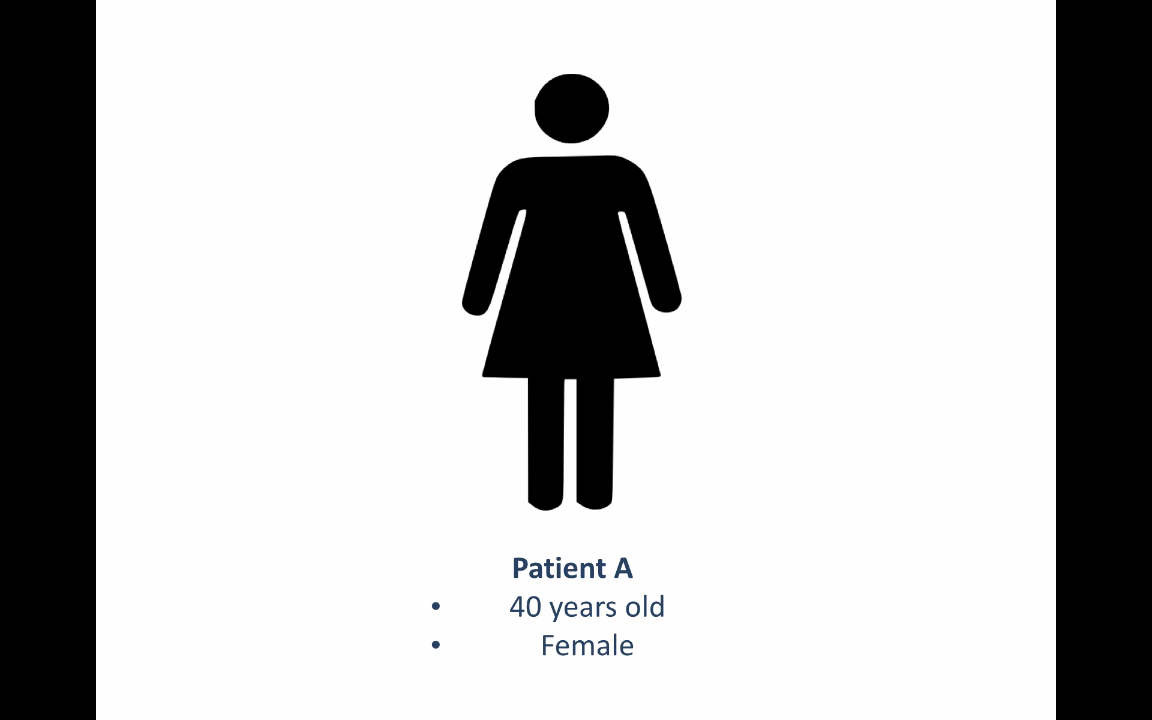 Patient A
• 40 years old
• Female